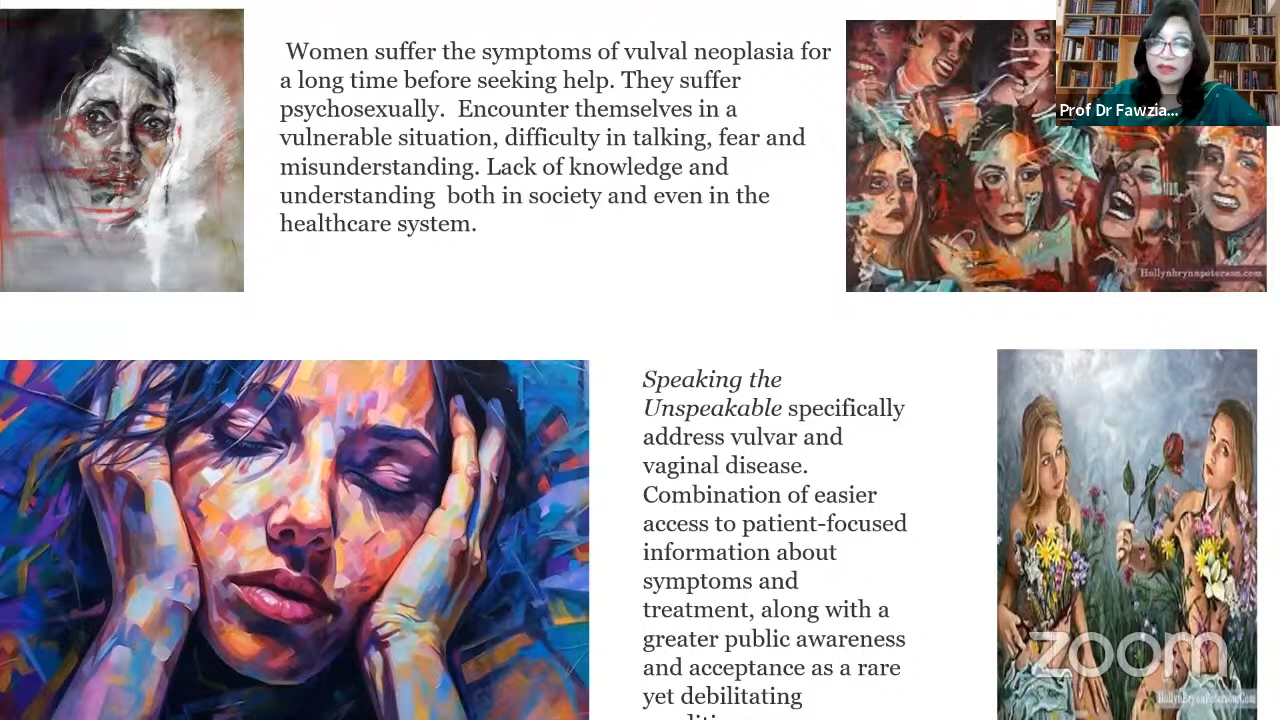 Women suffer the symptoms of vulval neoplasia for
a long time before seeking help. They suffer
psychosexually. Encounter themselves in a
vulnerable situation, difficulty in talking, fear and
misunderstanding. Lack of knowledge and
understanding both in society and even in the
healthcare system.
Prof Dr Fawzia...
Hollynbrynnpeterson.com
Speaking the
Unspeakable specifically
address vulvar and
vaginal disease.
Combination of easier
access to patient-focused
information about
symptoms and
treatment, along with a
greater public awareness
and acceptance as a rare
yet debilitating
zoom
HollynBrynnPeterson.Com